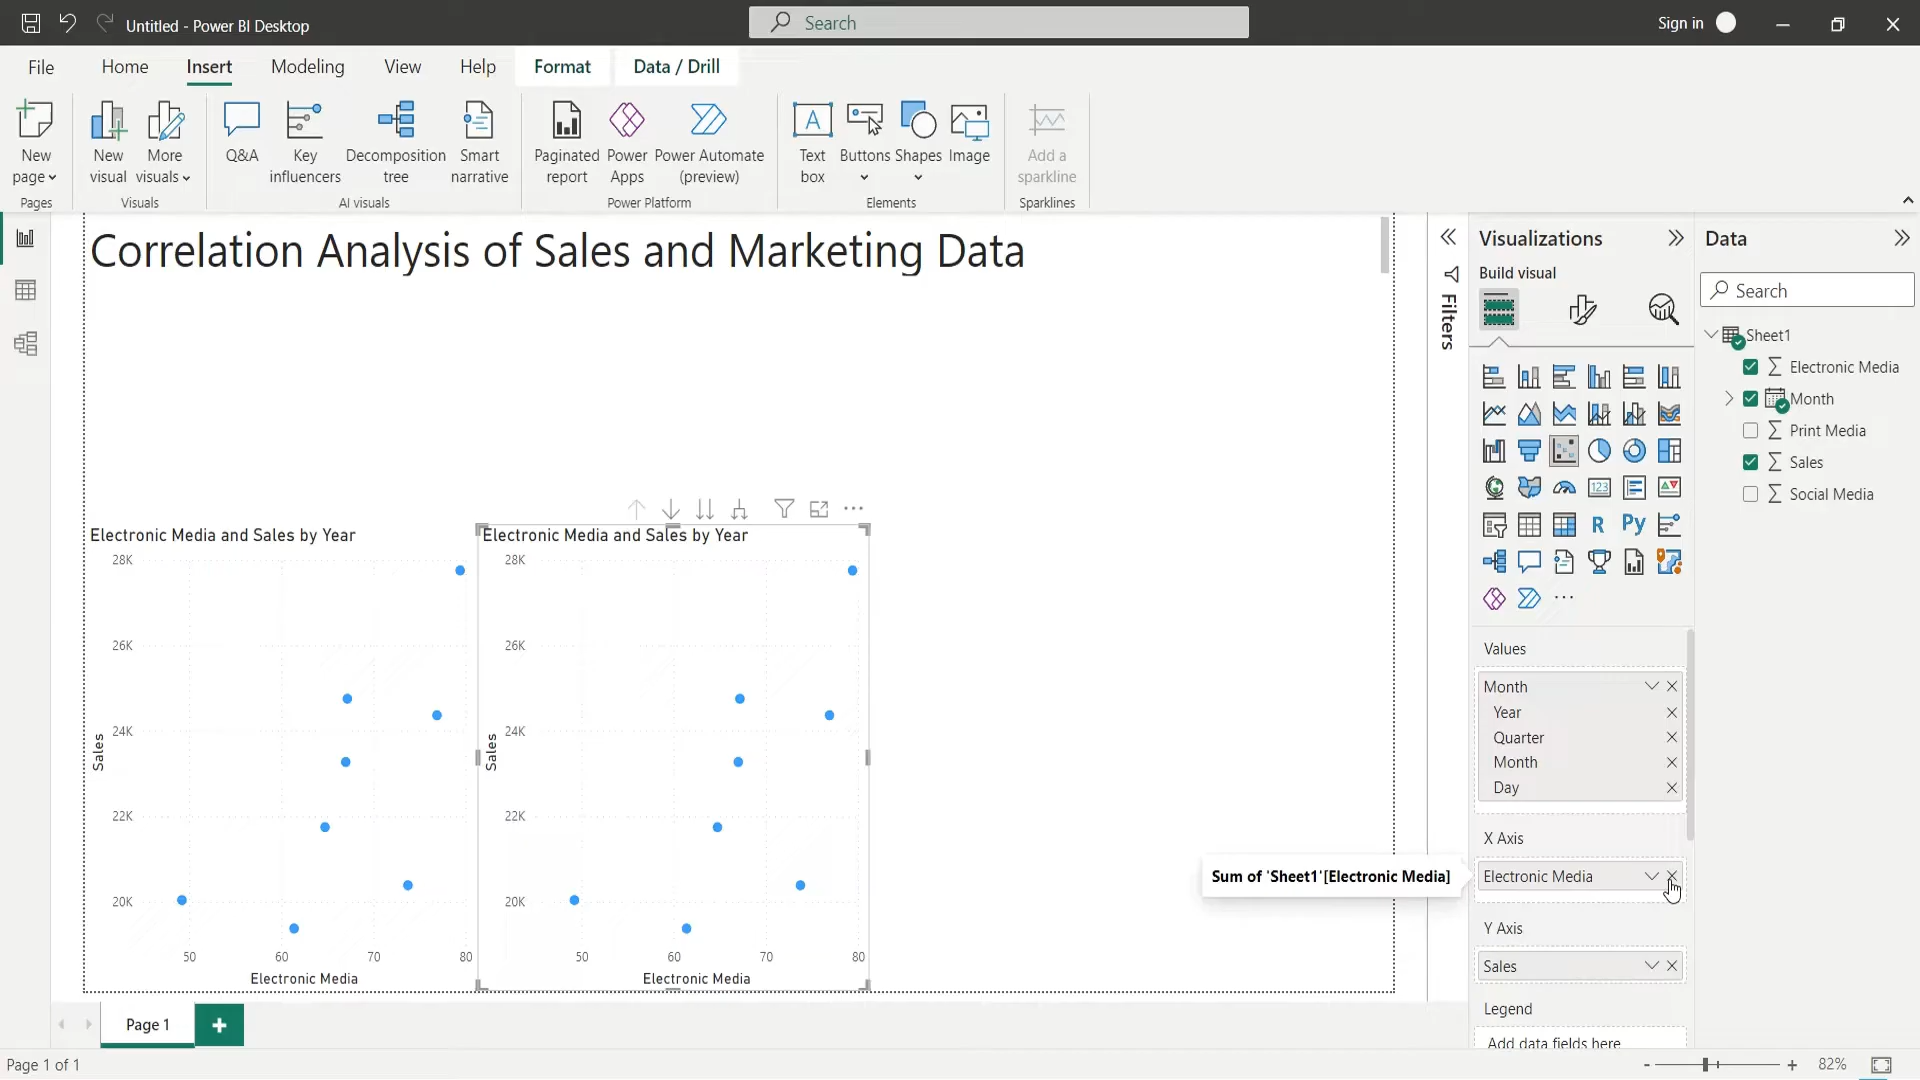 Untitled - Power BI Desktop
Search
Sign in
File
Home
Insert
Modeling
View
Help
Format
Data / Drill
New
page
New
visual
More
visuals
Q&A
Key
influencers
Decomposition
tree
Smart
narrative
Paginated
report
Power
Apps
Power Automate
(preview)
Text
box
Buttons
Shapes
Image
Add a
sparkline
Pages
Visuals
AI visuals
Power Platform
Elements
Sparklines
Correlation Analysis of Sales and Marketing Data
Electronic Media and Sales by Year
28K
26K
24K
22K
20K
Sales
50
60
70
80
Electronic Media
Electronic Media and Sales by Year
28K
26K
24K
22K
20K
Sales
50
60
70
80
Electronic Media
Sum of 'Sheet1'[Electronic Media]
Filters
Visualizations
Build visual
123
R
Py
Values
Month
Year
Quarter
Month
Day
X Axis
Electronic Media
Y Axis
Sales
Legend
Add data fields here
Data
Search
Sheet1
Electronic Media
Month
Print Media
Sales
Social Media
Page 1
Page 1 of 1
82%